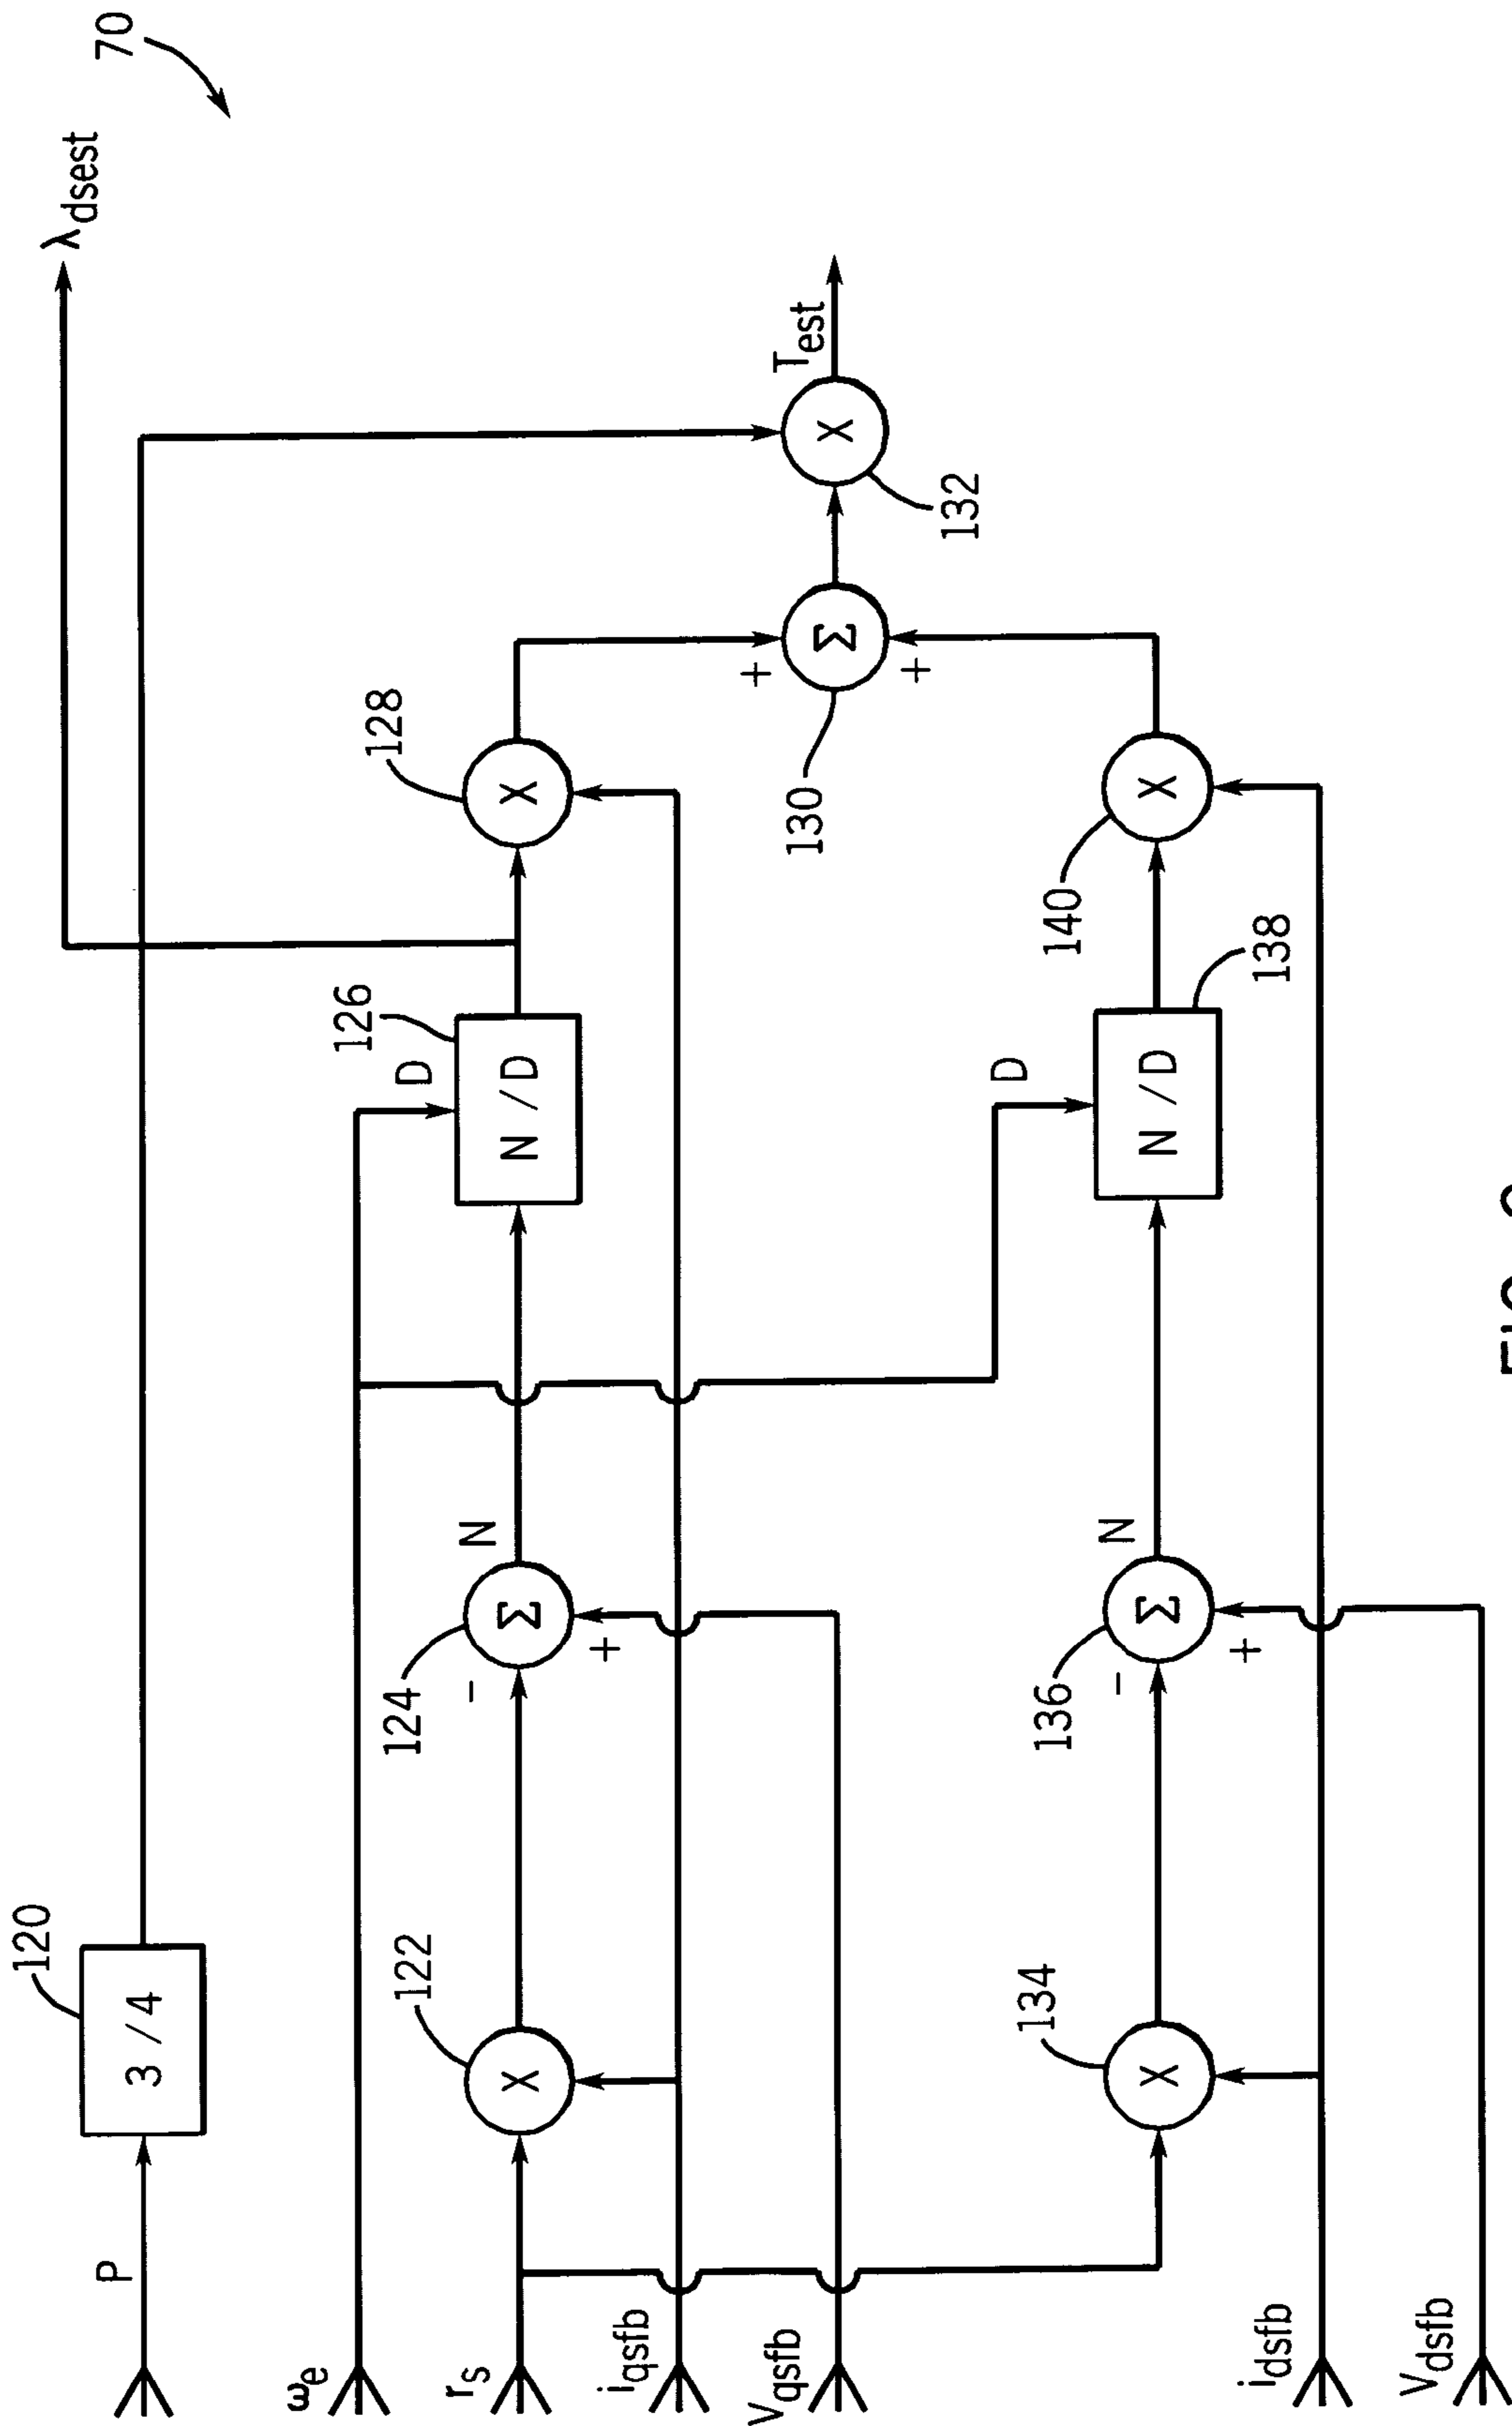 70
λdsest
120
3/4
P
ωe
D
126
N/D
128
122
124
N
-
+
X
Σ
X
rs
iqsfb
Vqsfb
130
+
Σ
+
Test
X
132
D
138
N/D
140
134
136
N
-
+
X
Σ
X
idsfb
Vdsfb